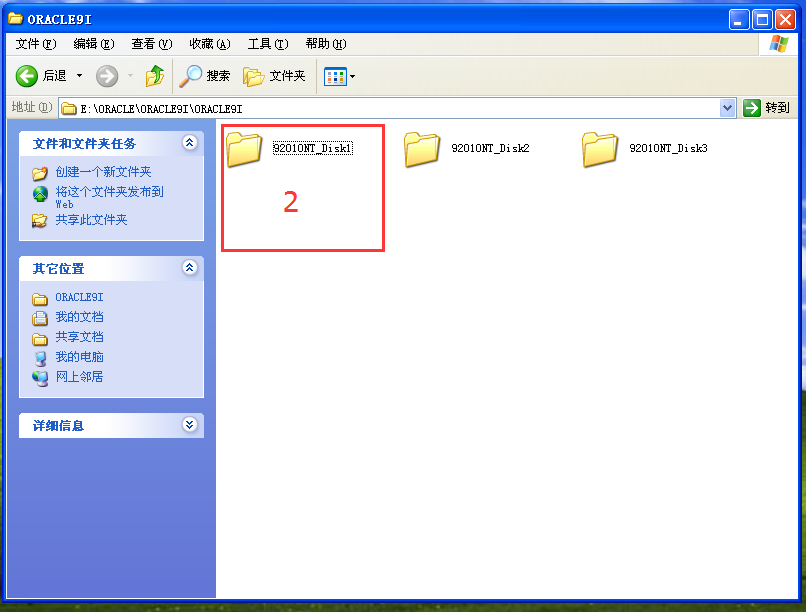 ORACLE9I
文件(F) 编辑(E) 查看(V) 收藏(A) 工具(T) 帮助(H)
后退 搜索 文件夹
地址(D) E:\ORACLE\ORACLE9I\ORACLE9I 转到
文件和文件夹任务
创建一个新文件夹
将这个文件夹发布到
Web
共享此文件夹
其它位置
ORACLE9I
我的文档
共享文档
我的电脑
网上邻居
详细信息
92010NT_Disk1 92010NT_Disk2 92010NT_Disk3
2